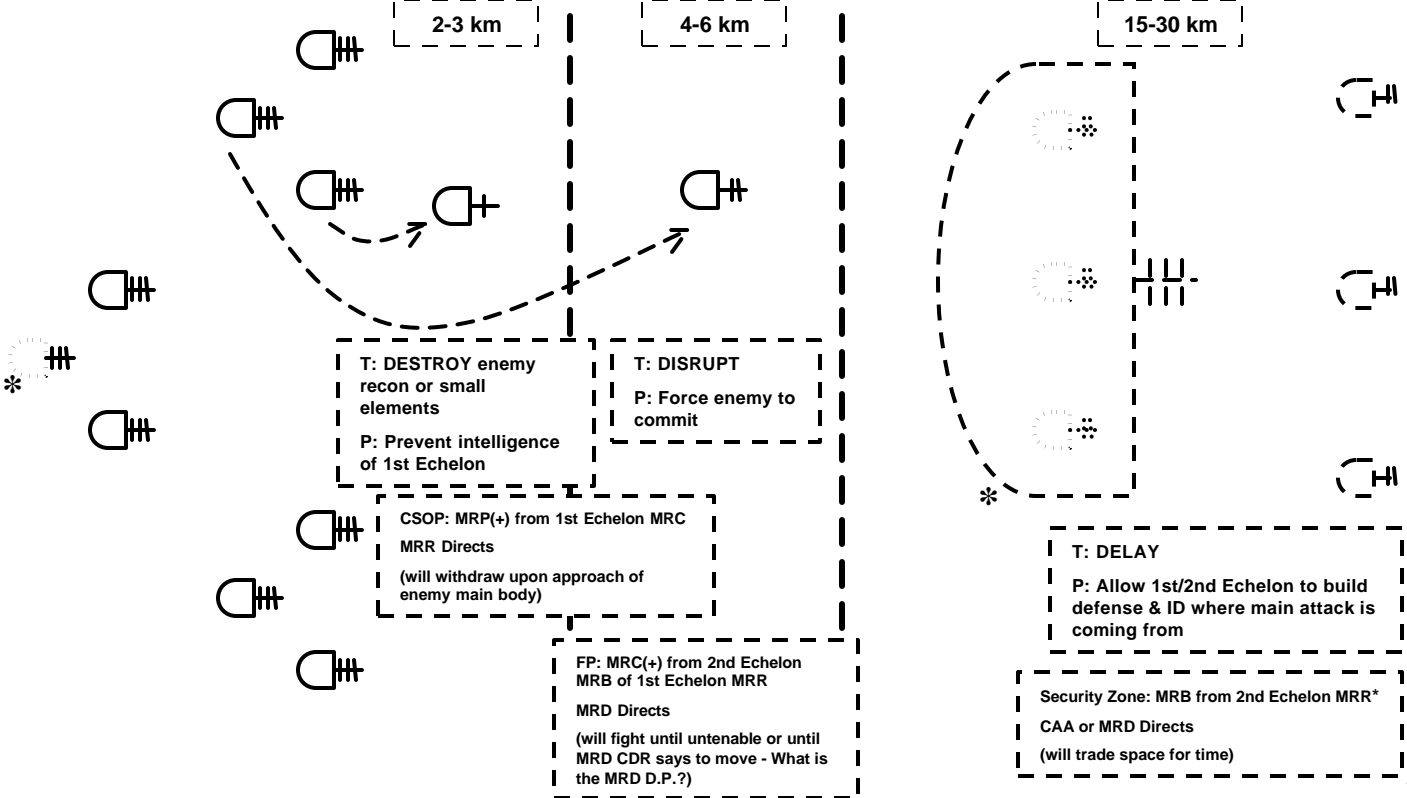 2-3 km
4-6 km
15-30 km
T: DESTROY enemy
recon or small
elements
P: Prevent intelligence
of 1st Echelon
T: DISRUPT
P: Force enemy to
commit
*
*
CSOP: MRP(+) from 1st Echelon MRC
MRR Directs
(will withdraw upon approach of
enemy main body)
T: DELAY
P: Allow 1st/2nd Echelon to build
defense & ID where main attack is
coming from
FP: MRC(+) from 2nd Echelon
MRB of 1st Echelon MRR
MRD Directs
(will fight until untenable or until
MRD CDR says to move - What is
the MRD D.P.?)
Security Zone: MRB from 2nd Echelon MRR*
CAA or MRD Directs
(will trade space for time)